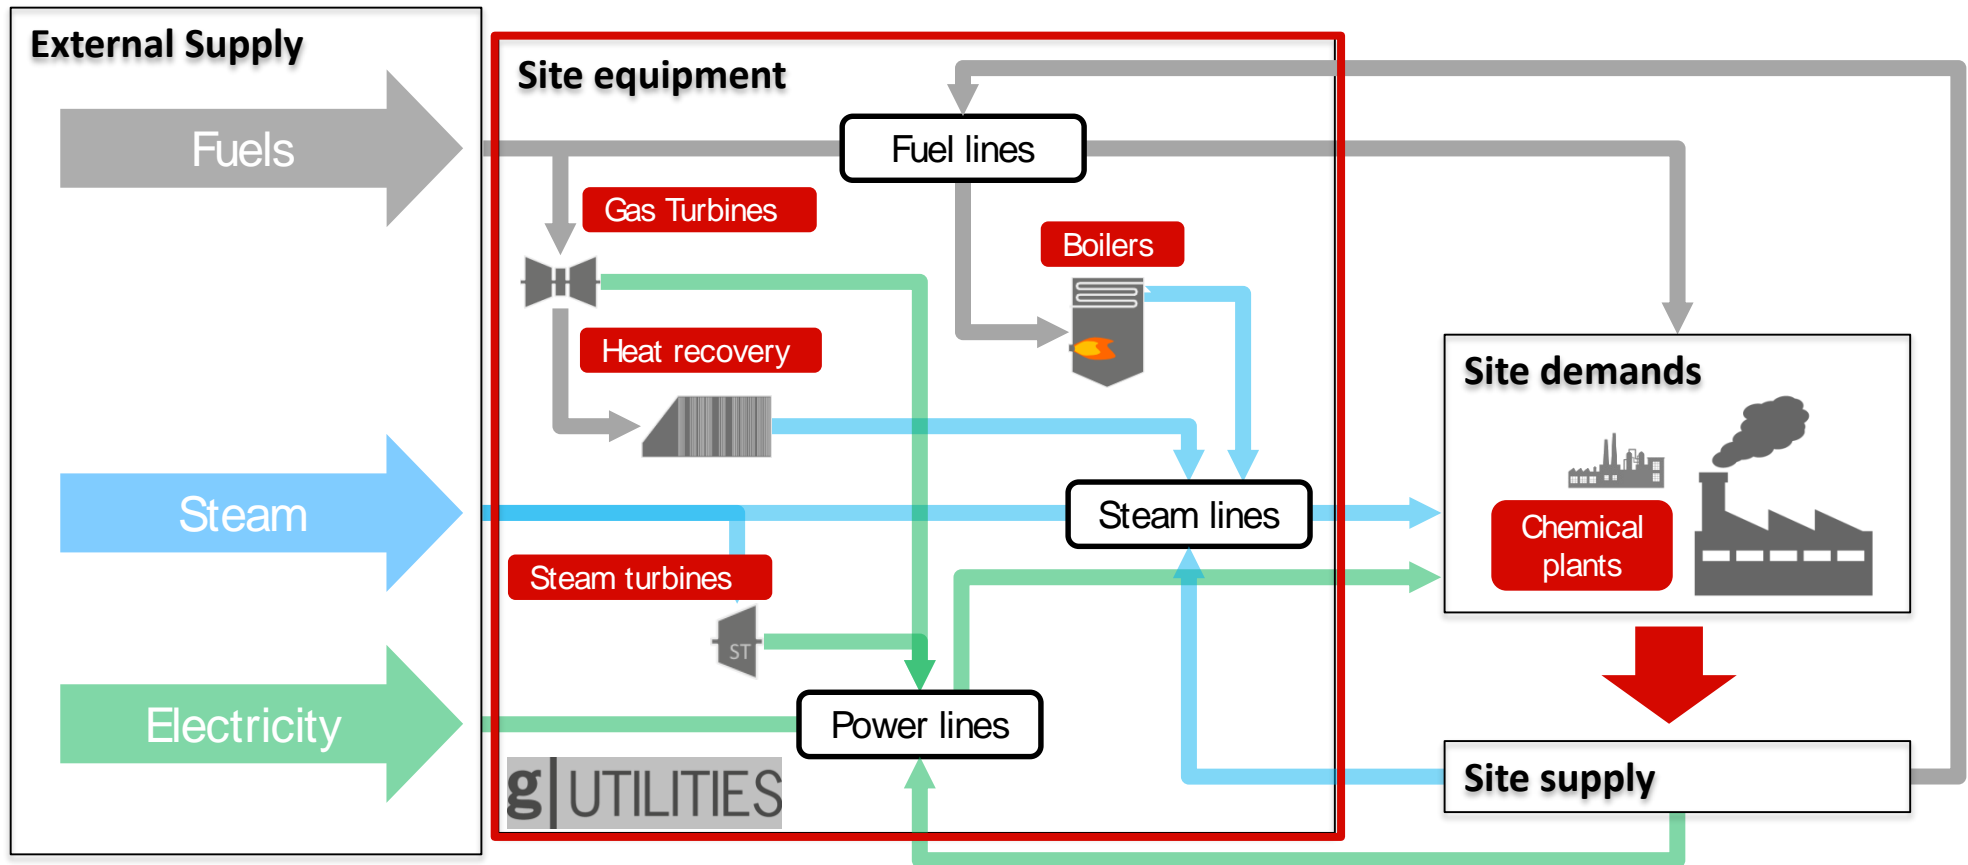 External Supply
Fuels
Steam
Electricity
Site equipment
Fuel lines
Gas Turbines
Boilers
Heat recovery
Steam lines
Steam turbines
ST
Power lines
g|UTILITIES
Site demands
Chemical
plants
Site supply